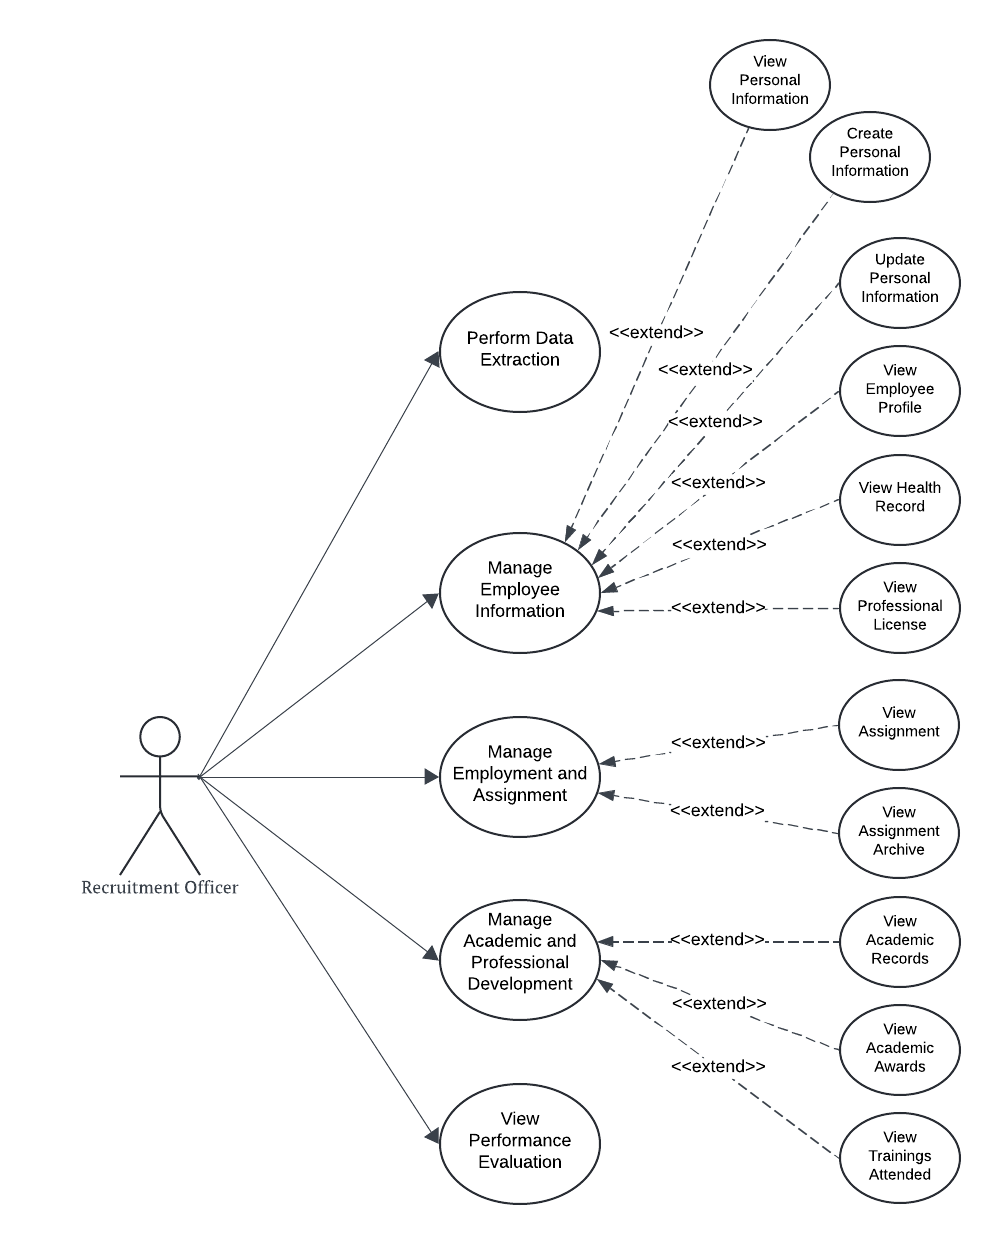 View
Personal
Information
Create
Personal
Information
Update
Personal
Information
<<extend>>
Perform Data
Extraction
<<extend>>
View
Employee
Profile
<<extend>>
<<extend>>
View Health
Record
<<extend>>
Manage
Employee
Information
<<extend>>
View
Professional
License
View
Assignment
<<extend>>
Manage
Employment and
Assignment
<<extend>>
View
Assignment
Archive
Recruitment Officer
Manage
Academic and
Professional
Development
<<extend>>
View
Academic
Records
<<extend>>
View
Academic
Awards
<<extend>>
View
Performance
Evaluation
View
Trainings
Attended